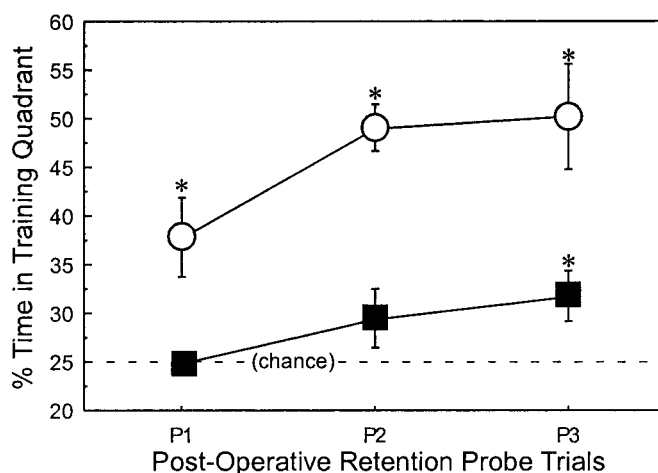 % Time in Training Quadrant
60
55
50
45
40
35
30
25
20
*
*
*
*
(chance)
P1
P2
P3
Post-Operative Retention Probe Trials